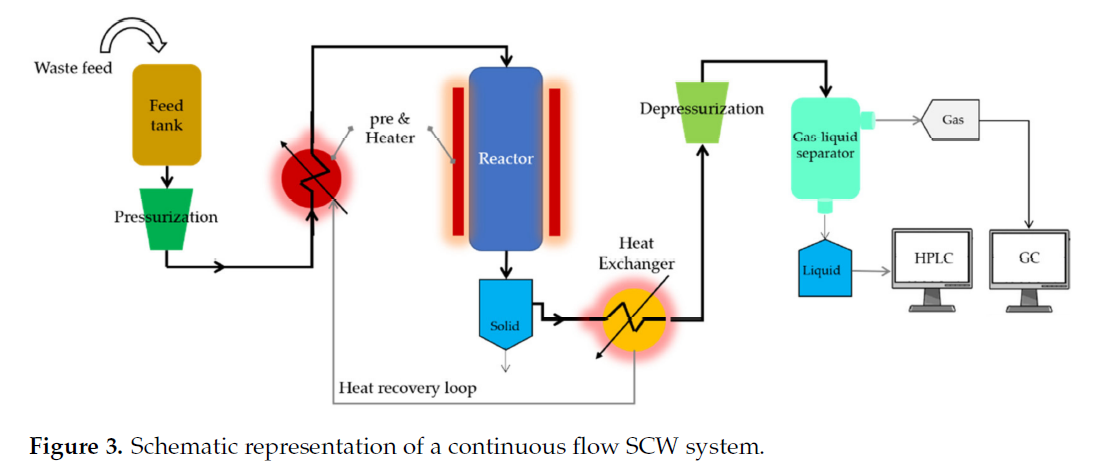 Waste feed
Feed
tank
Pressurization
pre &
Heater
Reactor
Solid
Heat
Exchanger
Heat recovery loop
Depressurization
Gas liquid
separator
Gas
Liquid
HPLC
GC
Figure 3. Schematic representation of a continuous flow SCW system.